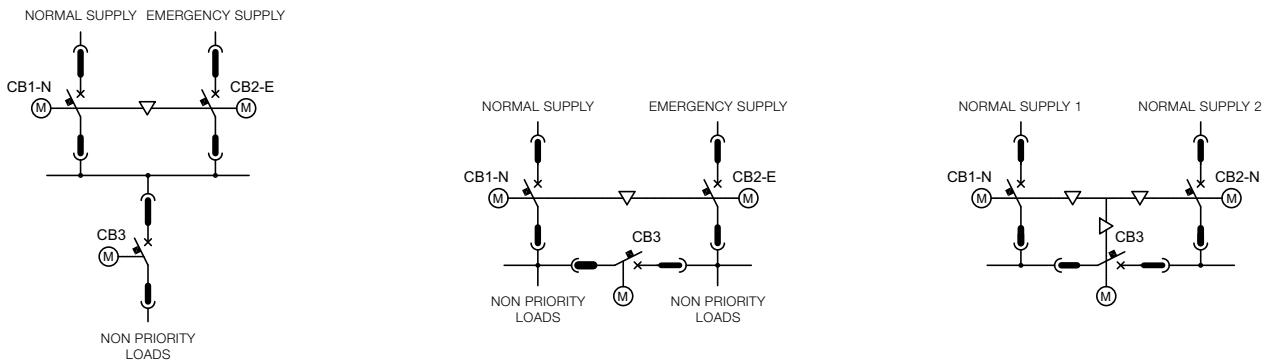 NORMAL SUPPLY EMERGENCY SUPPLY
CB1-N CB2-E
M M
CB3
M
NON PRIORITY
LOADS
NORMAL SUPPLY EMERGENCY SUPPLY
CB1-N CB2-E
M M
CB3
M
NON PRIORITY NON PRIORITY
LOADS LOADS
NORMAL SUPPLY 1 NORMAL SUPPLY 2
CB1-N CB2-N
M M
CB3
M